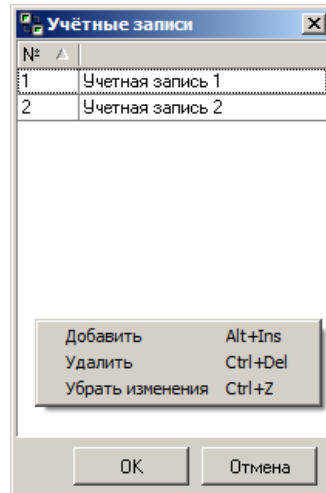 Учётные записи
№
1 Учетная запись 1
2 Учетная запись 2
Добавить Alt+Ins
Удалить Ctrl+Del
Убрать изменения Ctrl+Z
OK Отмена